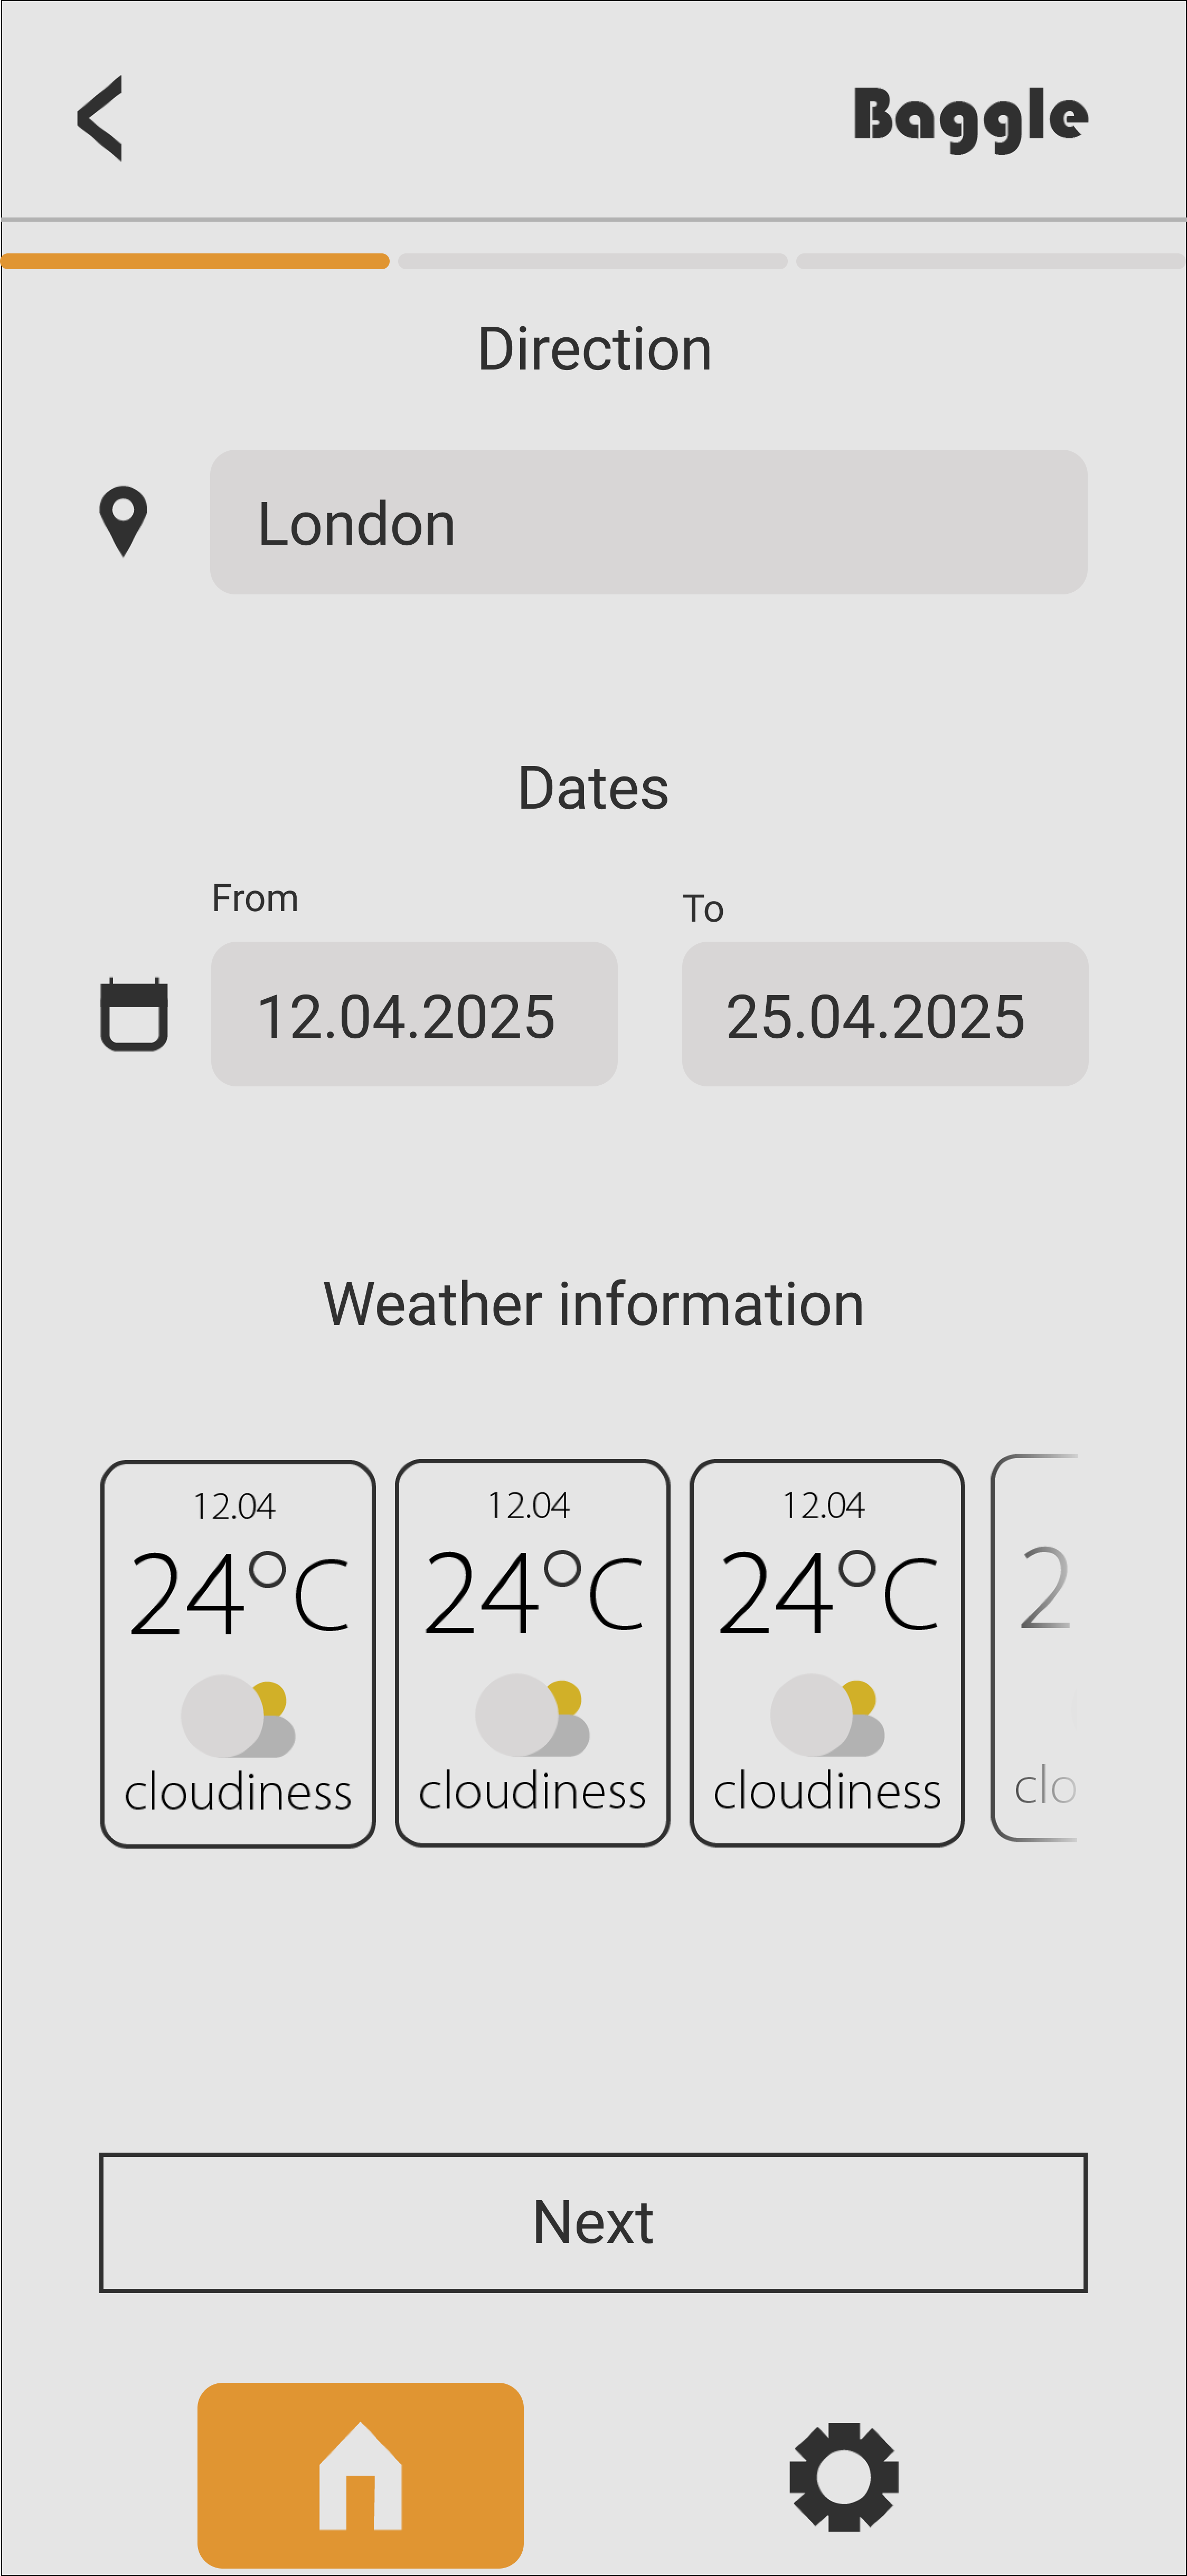 Baggle
Direction
London
Dates
From
To
12.04.2025
25.04.2025
Weather information
12.04
12.04
12.04
24°C
24°C
24°C
2
cloudiness
cloudiness
cloudiness
clo
Next